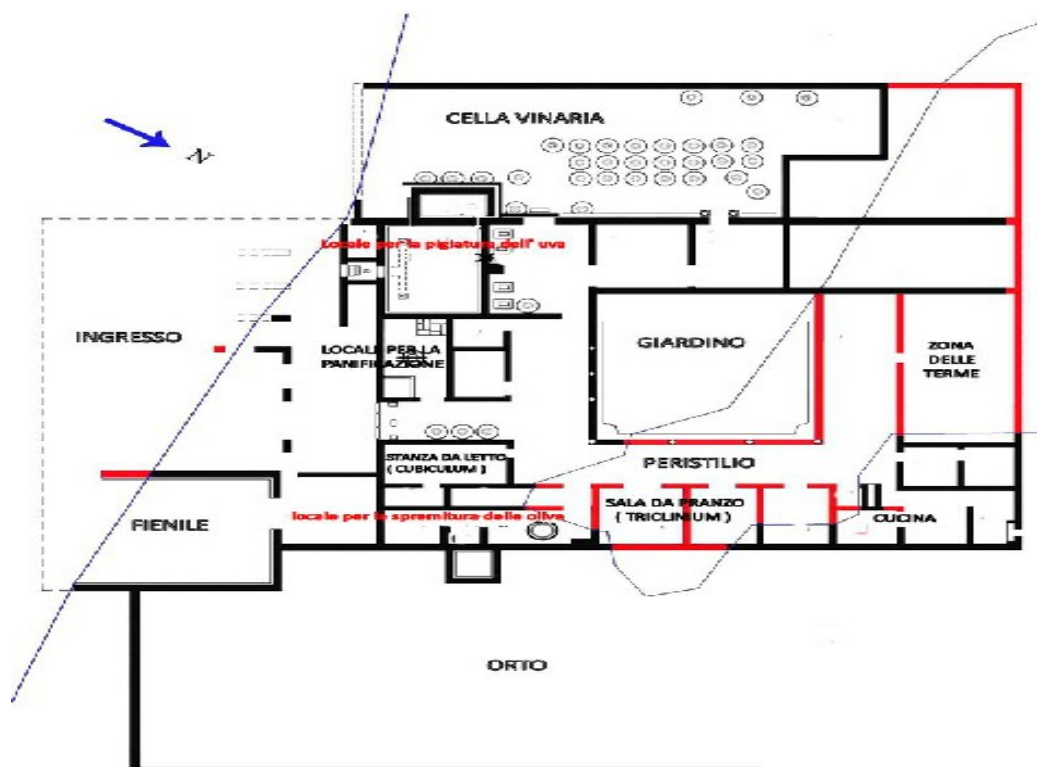 CELLA VINARIA
N
Locale per la pigiatura dell' uva
INGRESSO
LOCALE PER LA
PANIFICAZIONE
GIARDINO
ZONA
DELLE
TERME
STANZA DA LETTO
( CUBICULUM )
PERISTILIO
SALA DA PRANZO
( TRICLINIUM )
FIENILE
locale per la spremitura delle olive
CUCINA
ORTO